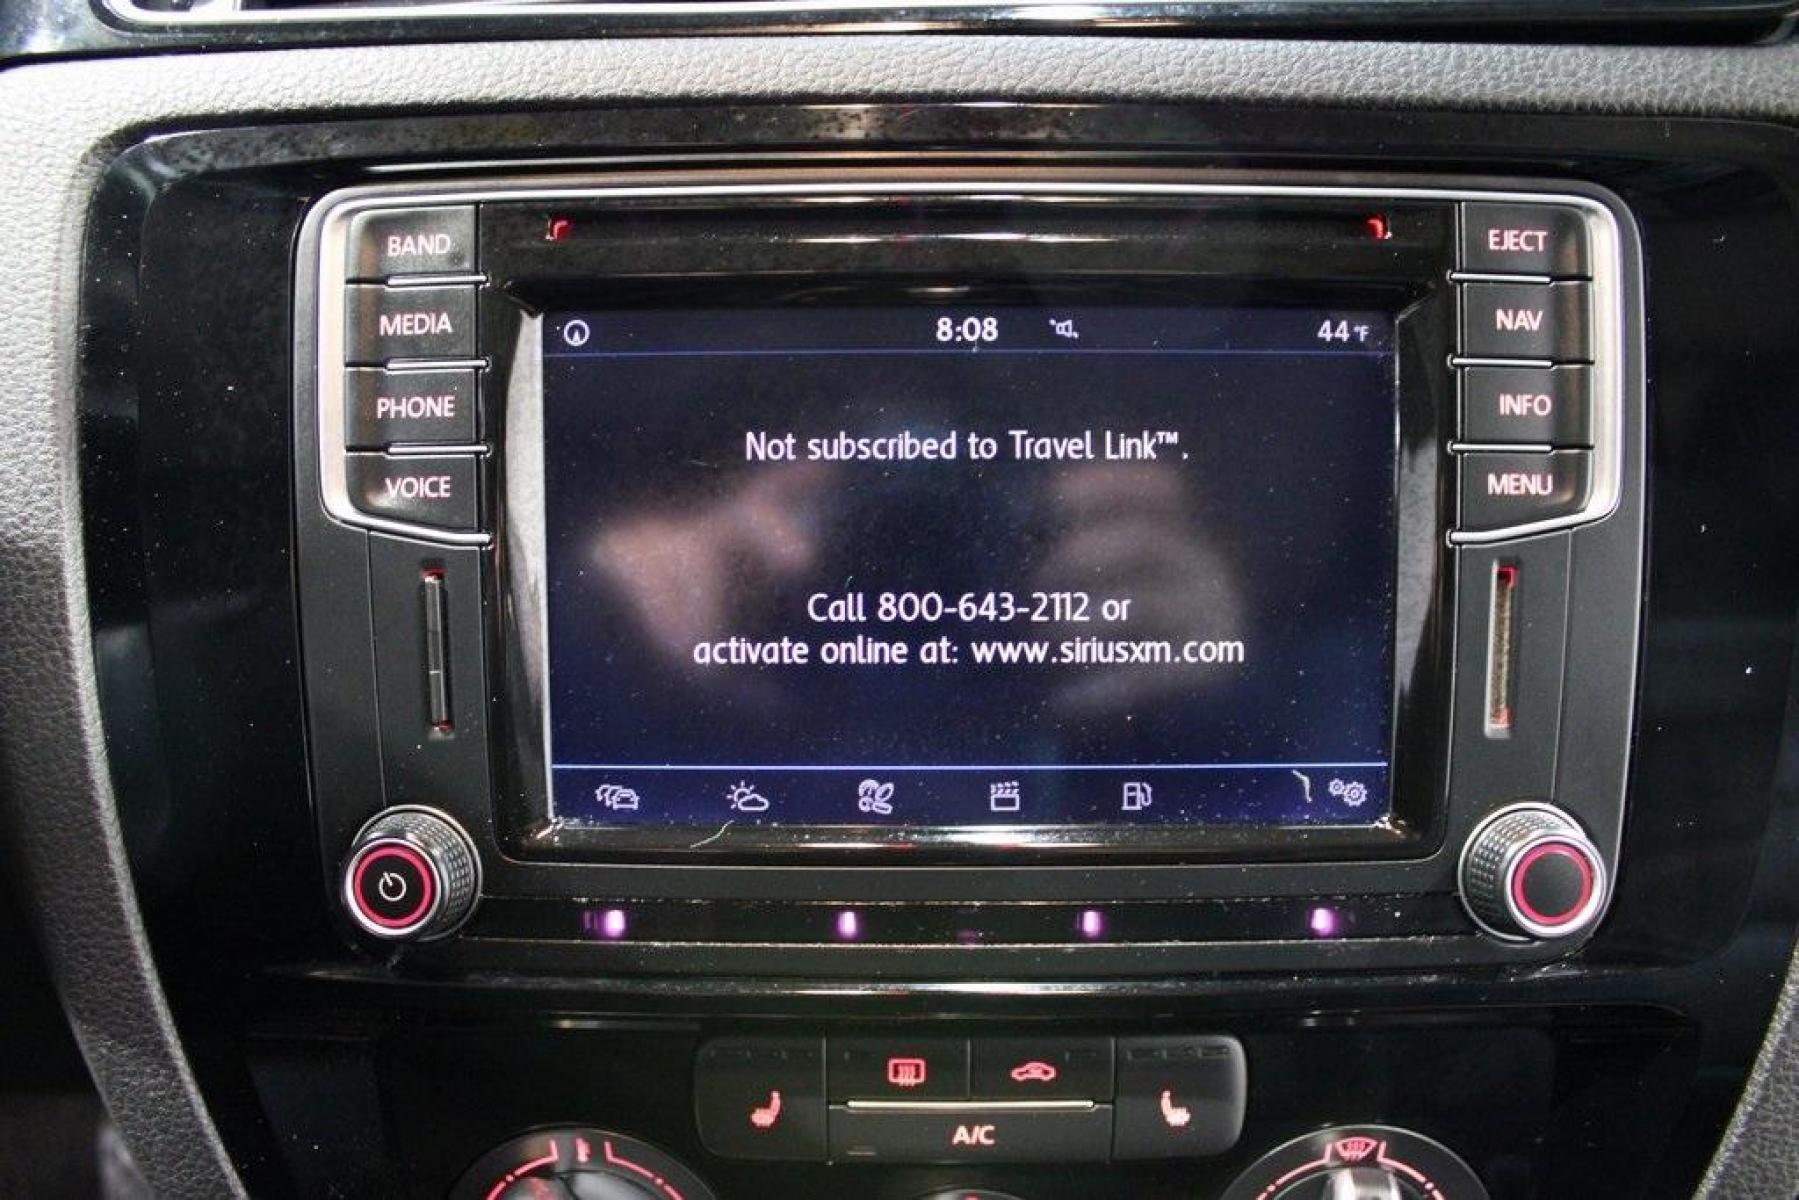 BAND
MEDIA
PHONE
VOICE
8:08
44°F
Not subscribed to Travel Link™.
Call 800-643-2112 or
activate online at: www.siriusxm.com
EJECT
NAV
INFO
MENU
A/C